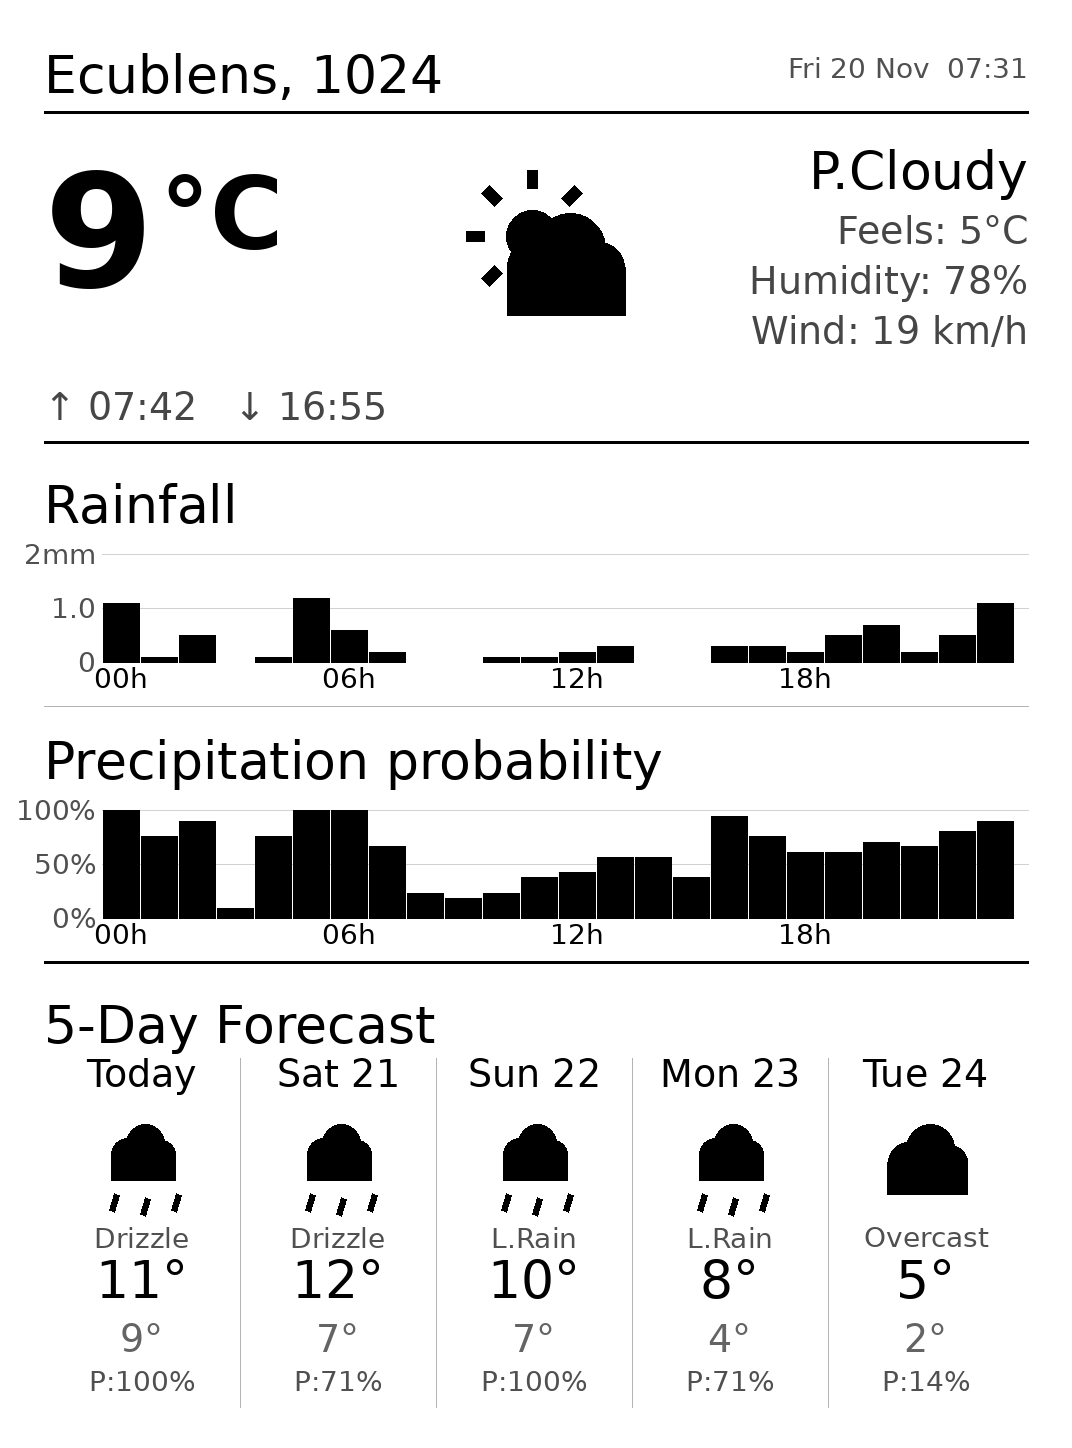 Ecublens, 1024
Fri 20 Nov  07:31
9°C
P.Cloudy
Feels: 5°C
Humidity: 78%
Wind: 19 km/h
↑ 07:42   ↓ 16:55
Rainfall
2mm
1.0
0
00h 06h 12h 18h
Precipitation probability
100%
50%
0%
00h 06h 12h 18h
5-Day Forecast
Today Sat 21 Sun 22 Mon 23 Tue 24
Drizzle Drizzle L.Rain L.Rain Overcast
11° 12° 10° 8° 5°
9° 7° 7° 4° 2°
P:100% P:71% P:100% P:71% P:14%